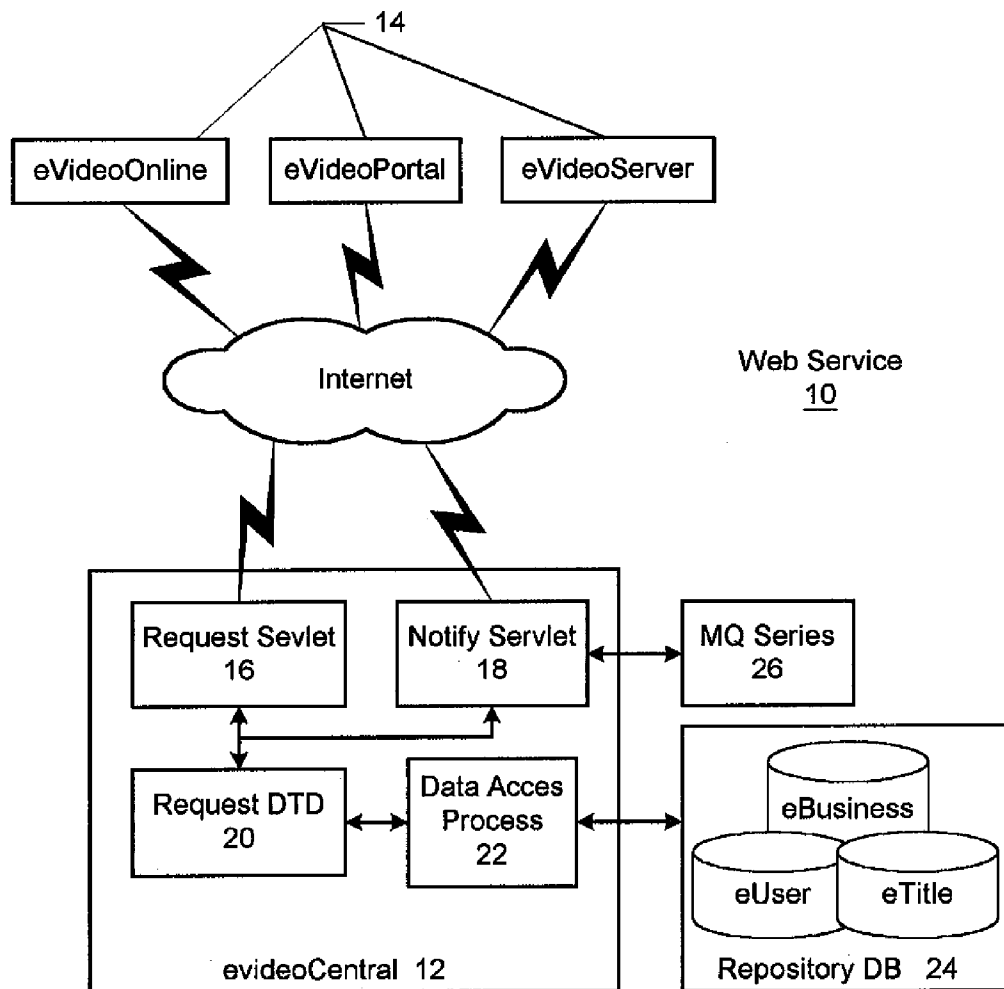 14
eVideoOnline
eVideoPortal
eVideoServer
Internet
Web Service
10
Request Sevlet
16
Notify Servlet
18
MQ Series
26
Request DTD
20
Data Acces
Process
22
eBusiness
eUser
eTitle
evideoCentral 12
Repository DB 24